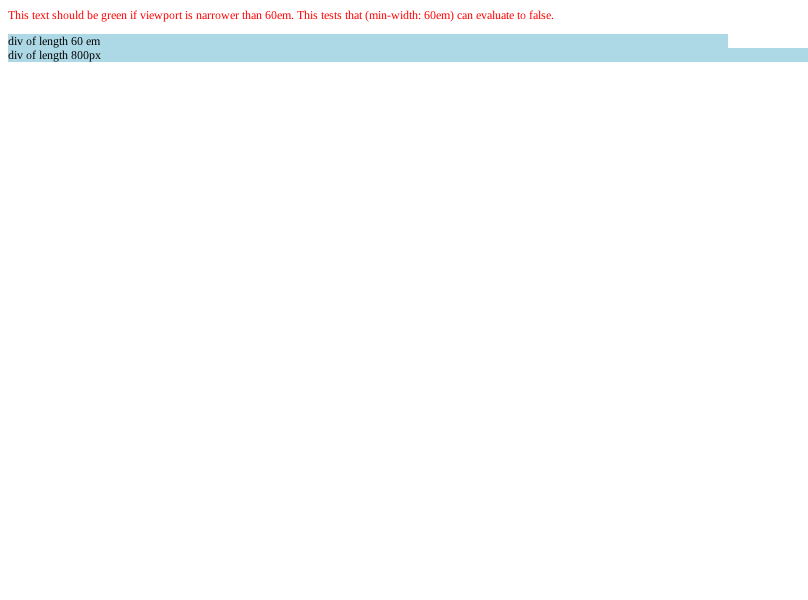 This text should be green if viewport is narrower than 60em. This tests that (min-width: 60em) can evaluate to false.
div of length 60 em
div of length 800px